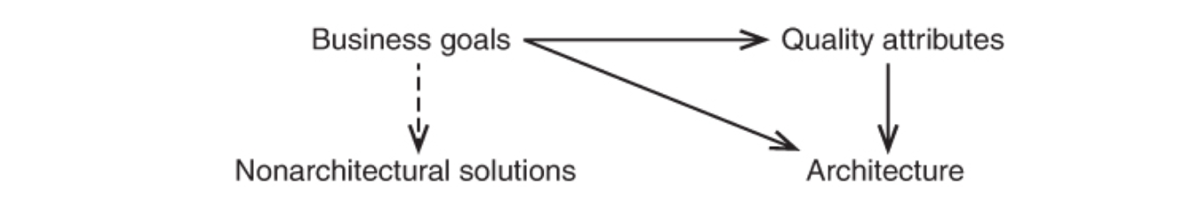 Business goals
Quality attributes
Nonarchitectural solutions
Architecture